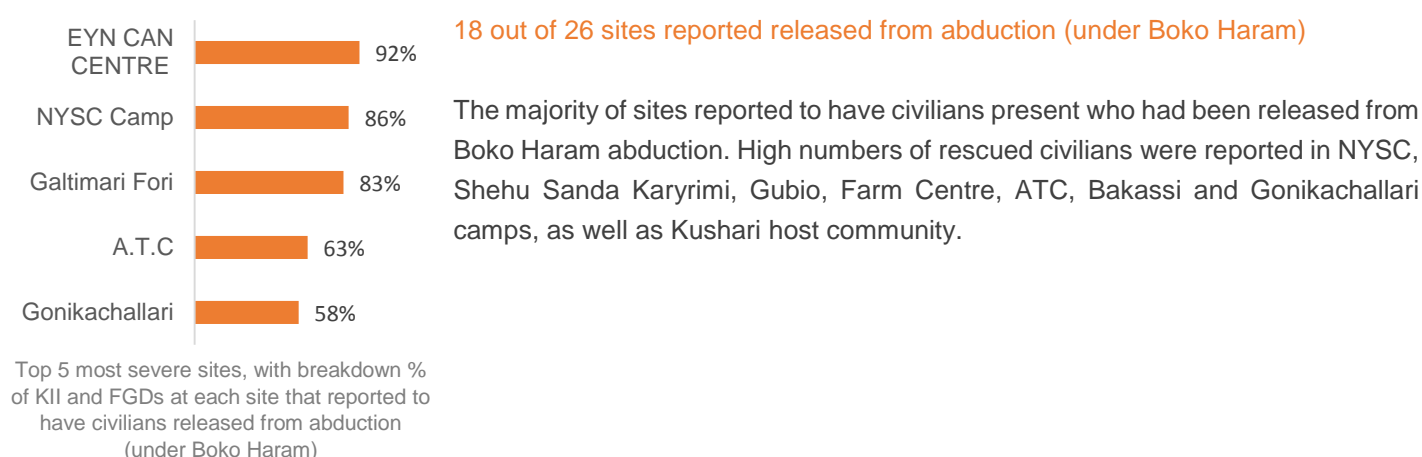 EYN CAN
CENTRE
92%
NYSC Camp
86%
Galtimari Fori
83%
A.T.C
63%
Gonikachallari
58%
Top 5 most severe sites, with breakdown %
of KII and FGDs at each site that reported to
have civilians released from abduction
(under Boko Haram)
18 out of 26 sites reported released from abduction (under Boko Haram)
The majority of sites reported to have civilians present who had been released from
Boko Haram abduction. High numbers of rescued civilians were reported in NYSC,
Shehu Sanda Karyrimi, Gubio, Farm Centre, ATC, Bakassi and Gonikachallari
camps, as well as Kushari host community.